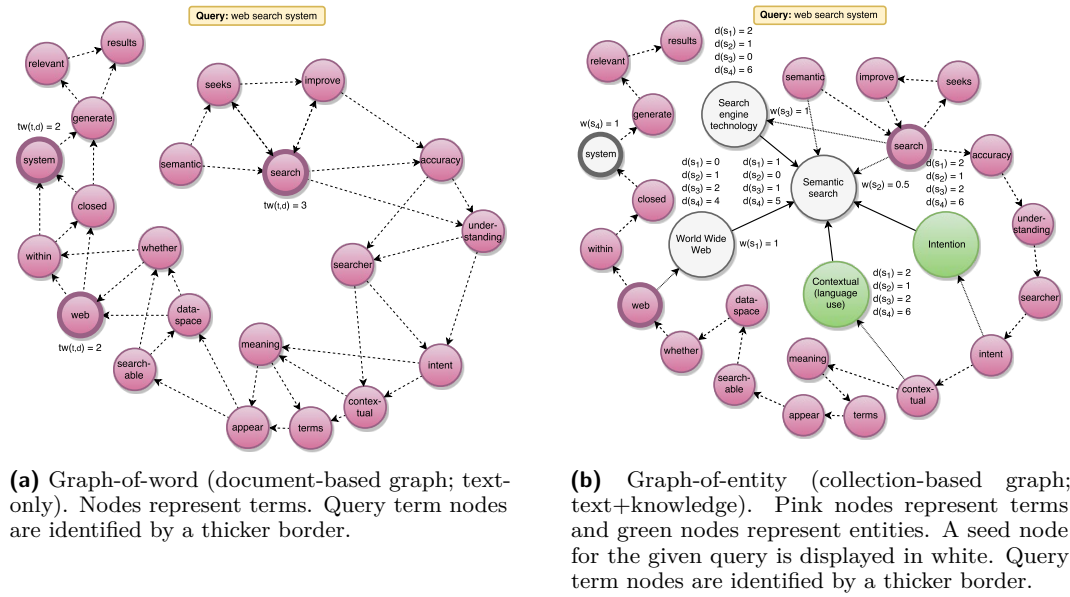 Query: web search system
results
relevant
seeks
improve
generate
tw(t,d) = 2
system
semantic
search
accuracy
tw(t,d) = 3
closed
under-
standing
whether
within
searcher
web
data-
space
tw(t,d) = 2
meaning
search-
able
intent
contex-
tual
appear
terms
(a) Graph-of-word (document-based graph; text-
only). Nodes represent terms. Query term nodes
are identified by a thicker border.
Query: web search system
results
d(s1) = 2
d(s2) = 1
d(s3) = 0
d(s4) = 6
relevant
semantic
improve
seeks
Search
engine
technology
w(s3) = 1
generate
w(s4) = 1
system
search
accuracy
d(s1) = 0
d(s2) = 1
d(s3) = 2
d(s4) = 4
d(s1) = 1
d(s2) = 0
d(s3) = 1
d(s4) = 5
Semantic
search
w(s2) = 0.5
d(s1) = 2
d(s2) = 1
d(s3) = 2
d(s4) = 6
closed
under-
standing
within
World Wide
Web
w(s1) = 1
Intention
Contextual
(language
use)
d(s1) = 2
d(s2) = 1
d(s3) = 2
d(s4) = 6
web
data-
space
searcher
whether
meaning
intent
search-
able
contex-
tual
appear
terms
(b) Graph-of-entity (collection-based graph;
text+knowledge). Pink nodes represent terms
and green nodes represent entities. A seed node
for the given query is displayed in white. Query
term nodes are identified by a thicker border.